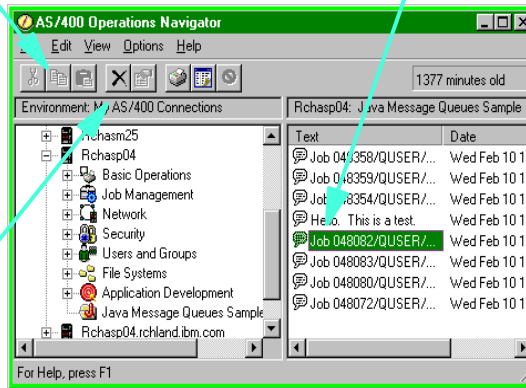 AS/400 Operations Navigator
Edit View Options Help
1377 minutes old
Environment: My AS/400 Connections
Rchasp04: Java Message Queues Sample
Rchasm25
Rchasp04
Basic Operations
Job Management
Network
Security
Users and Groups
File Systems
Application Development
Java Message Queues Sample
Rchasp04.rchland.ibm.com
Text Date
Job 048358/QUSER/... Wed Feb 10 1
Job 048359/QUSER/... Wed Feb 10 1
Job 048354/QUSER/... Wed Feb 10 1
Hello. This is a test. Wed Feb 10 1
Job 048082/QUSER/... Wed Feb 10 1
Job 048083/QUSER/... Wed Feb 10 1
Job 048080/QUSER/... Wed Feb 10 1
Job 048072/QUSER/... Wed Feb 10 1
For Help, press F1